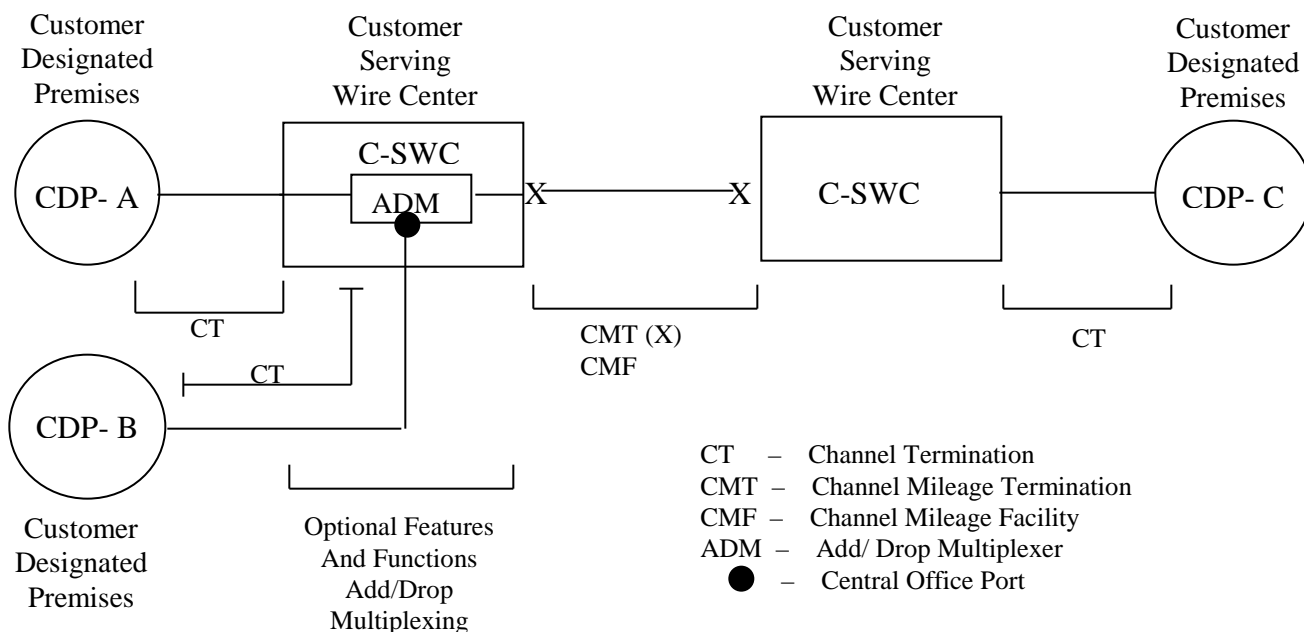 Customer
Designated
Premises
Customer
Serving
Wire Center
Customer
Serving
Wire Center
Customer
Designated
Premises
C-SWC
CDP- A
ADM
X
X
C-SWC
CDP- C
CT
CMT (X)
CMF
CT
CT
CDP- B
Customer
Designated
Premises
Optional Features
And Functions
Add/Drop
Multiplexing
CT – Channel Termination
CMT – Channel Mileage Termination
CMF – Channel Mileage Facility
ADM – Add/ Drop Multiplexer
– Central Office Port